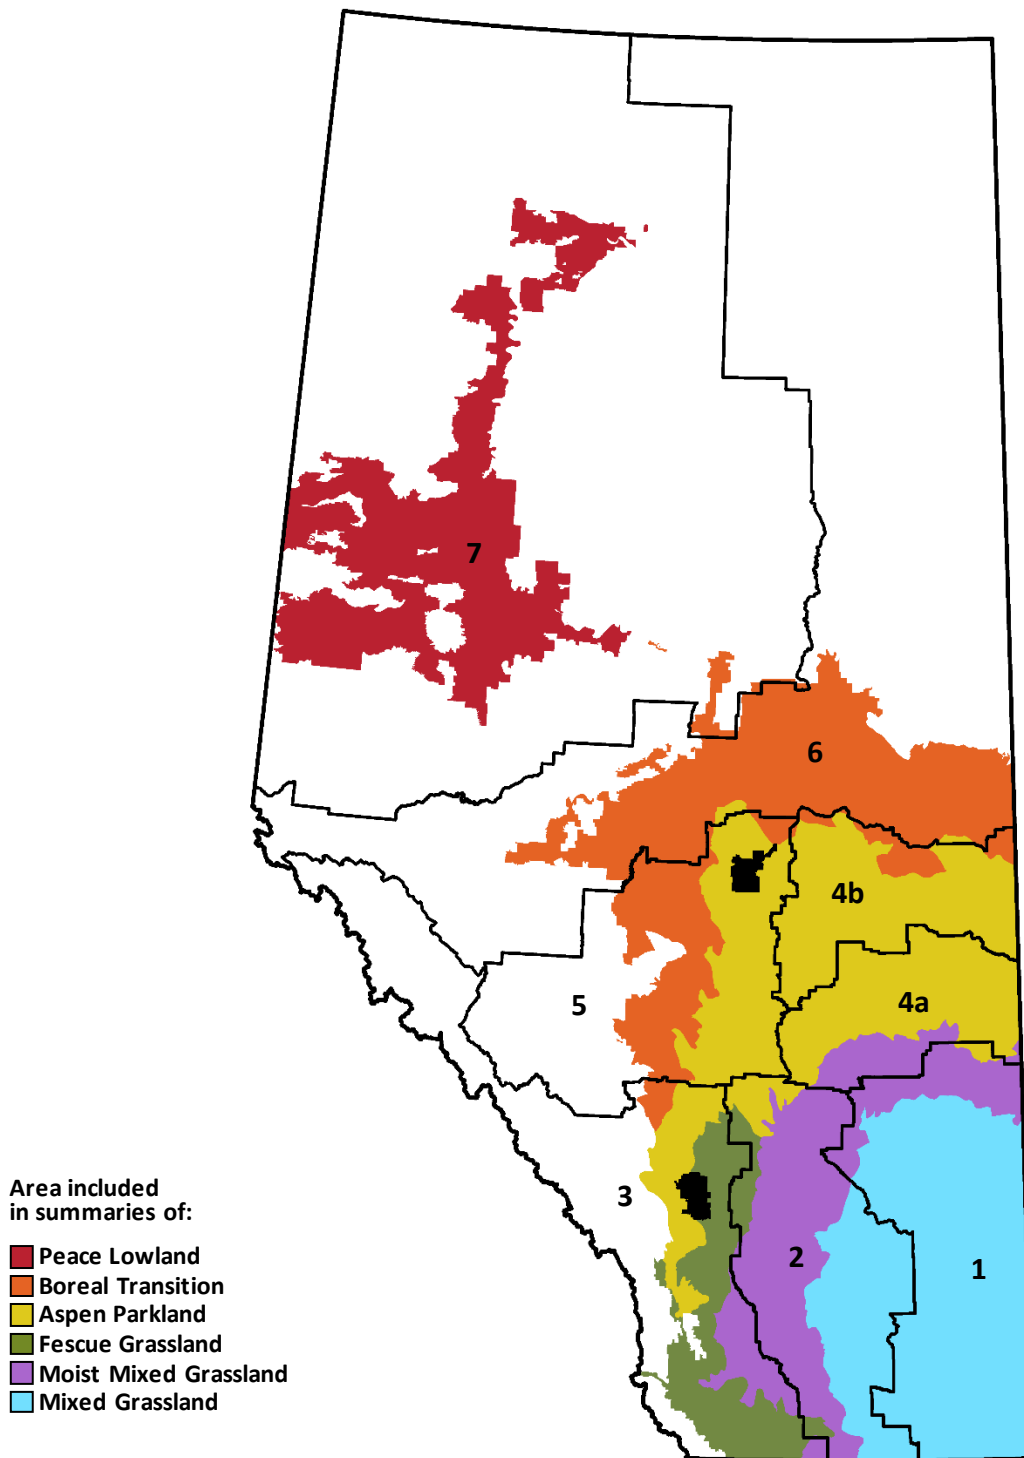 7
6
4b
5
4a
3
2
1
Area included
in summaries of:
Peace Lowland
Boreal Transition
Aspen Parkland
Fescue Grassland
Moist Mixed Grassland
Mixed Grassland